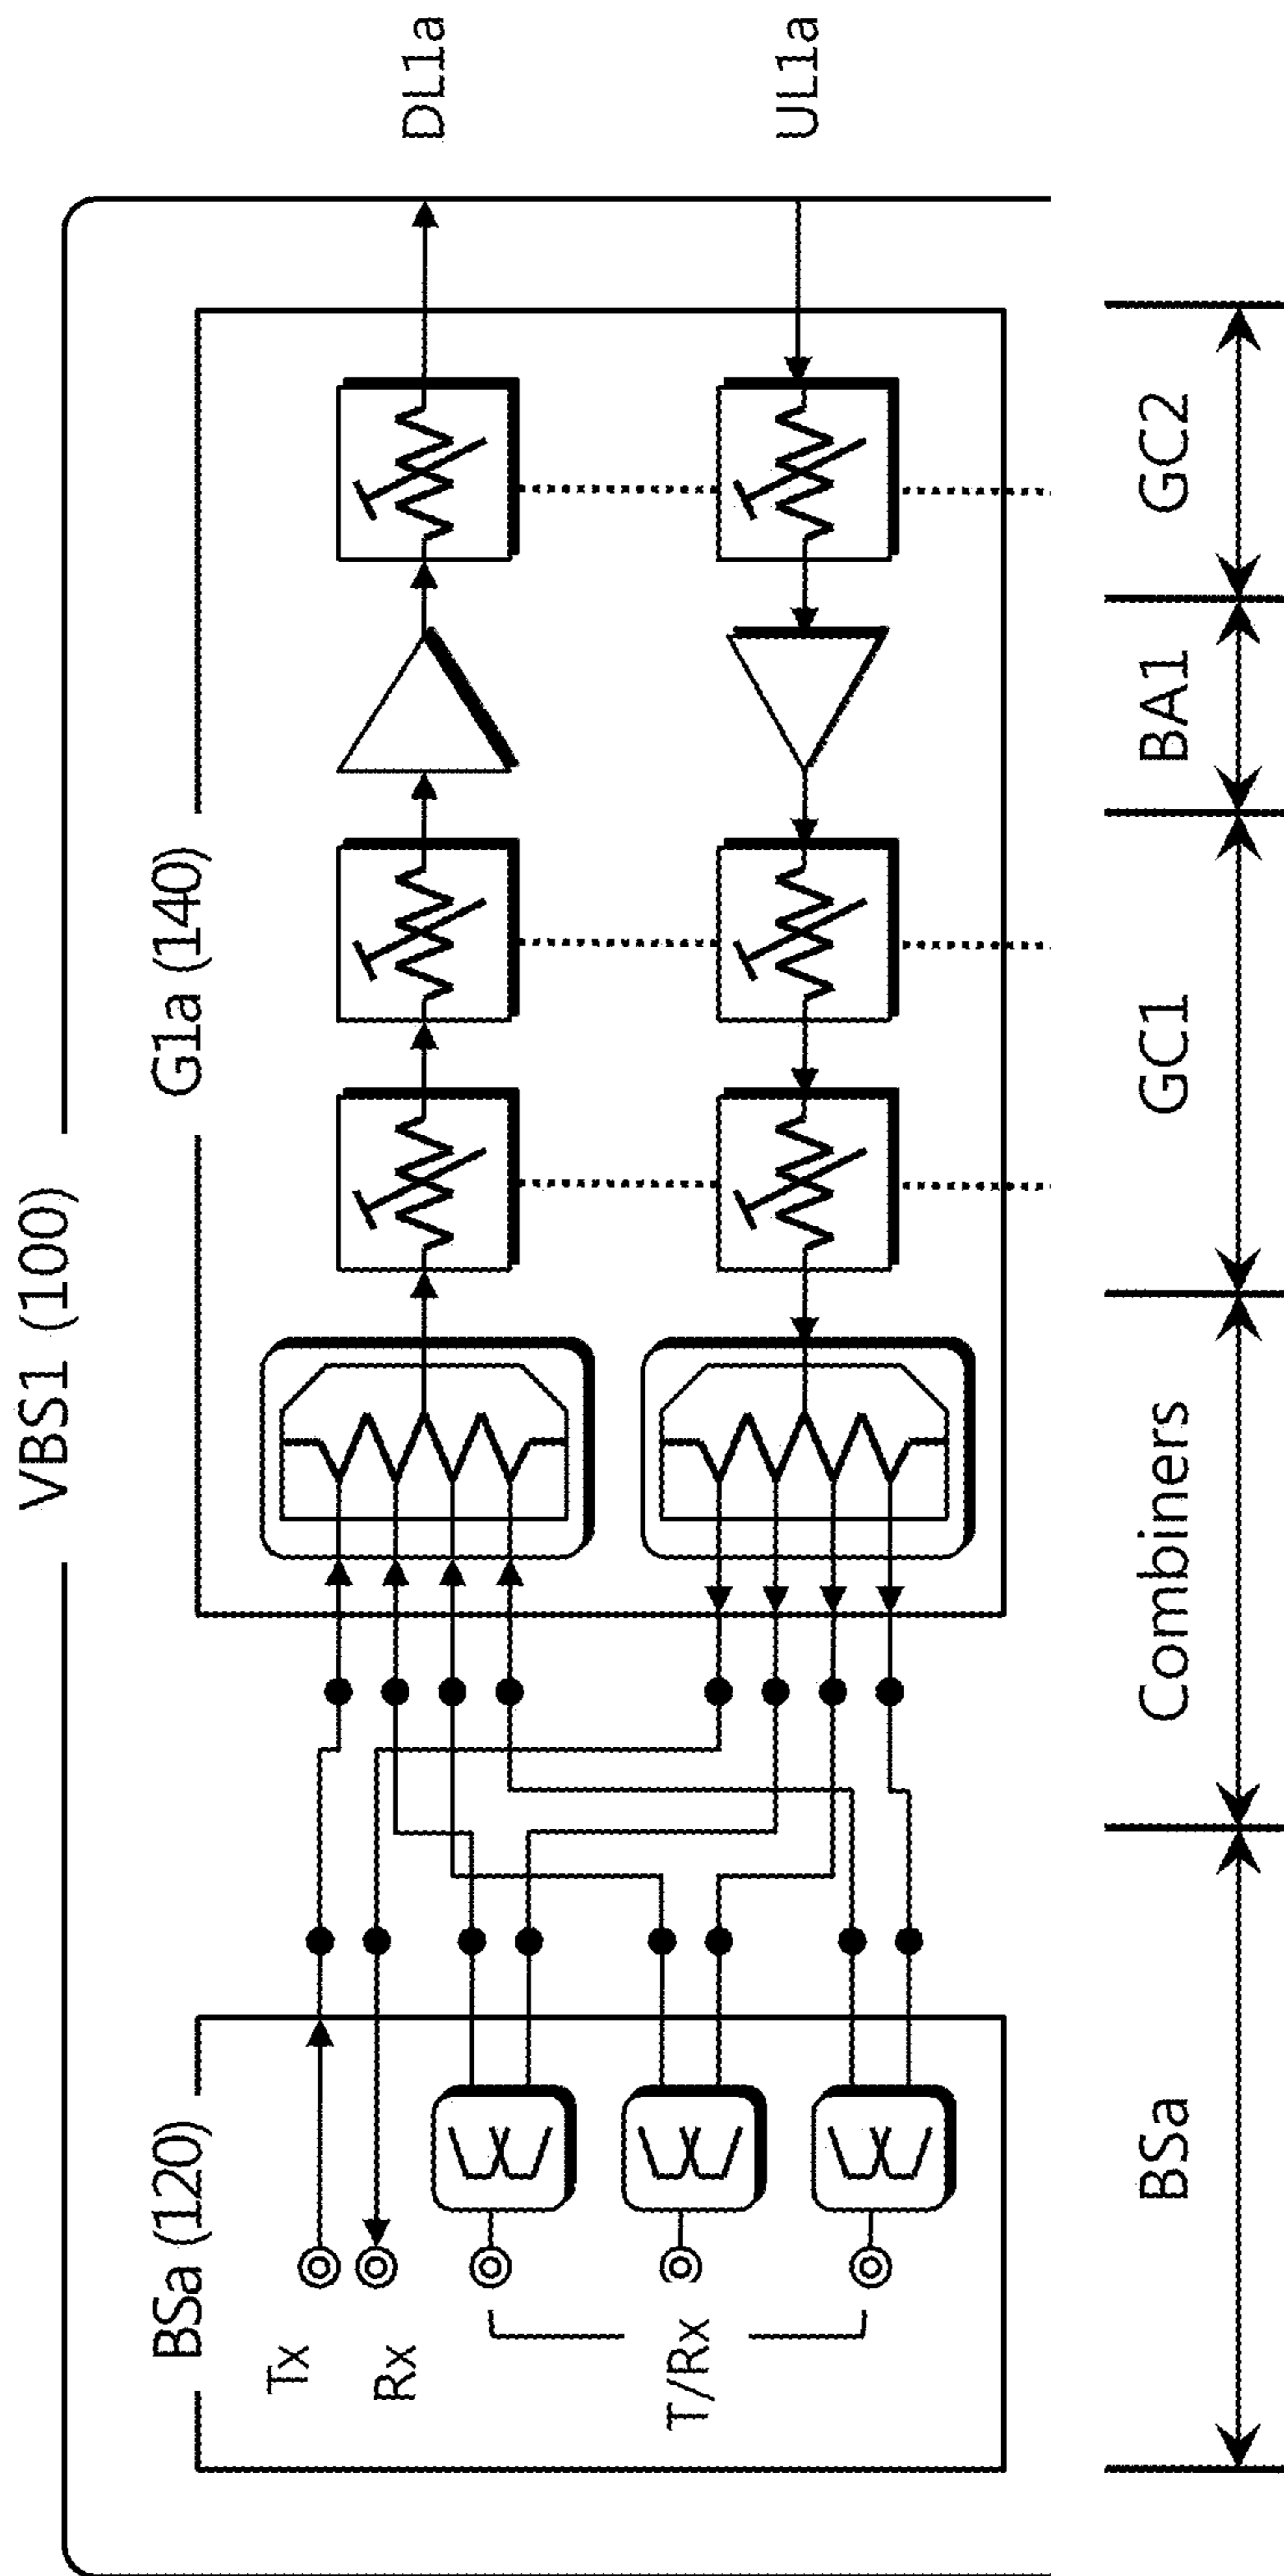 VBS1 (100)
BSa (120)
G1a (140)
Tx
Rx
T/Rx
DL1a
UL1a
BSa
Combiners
GC1
BA1
GC2